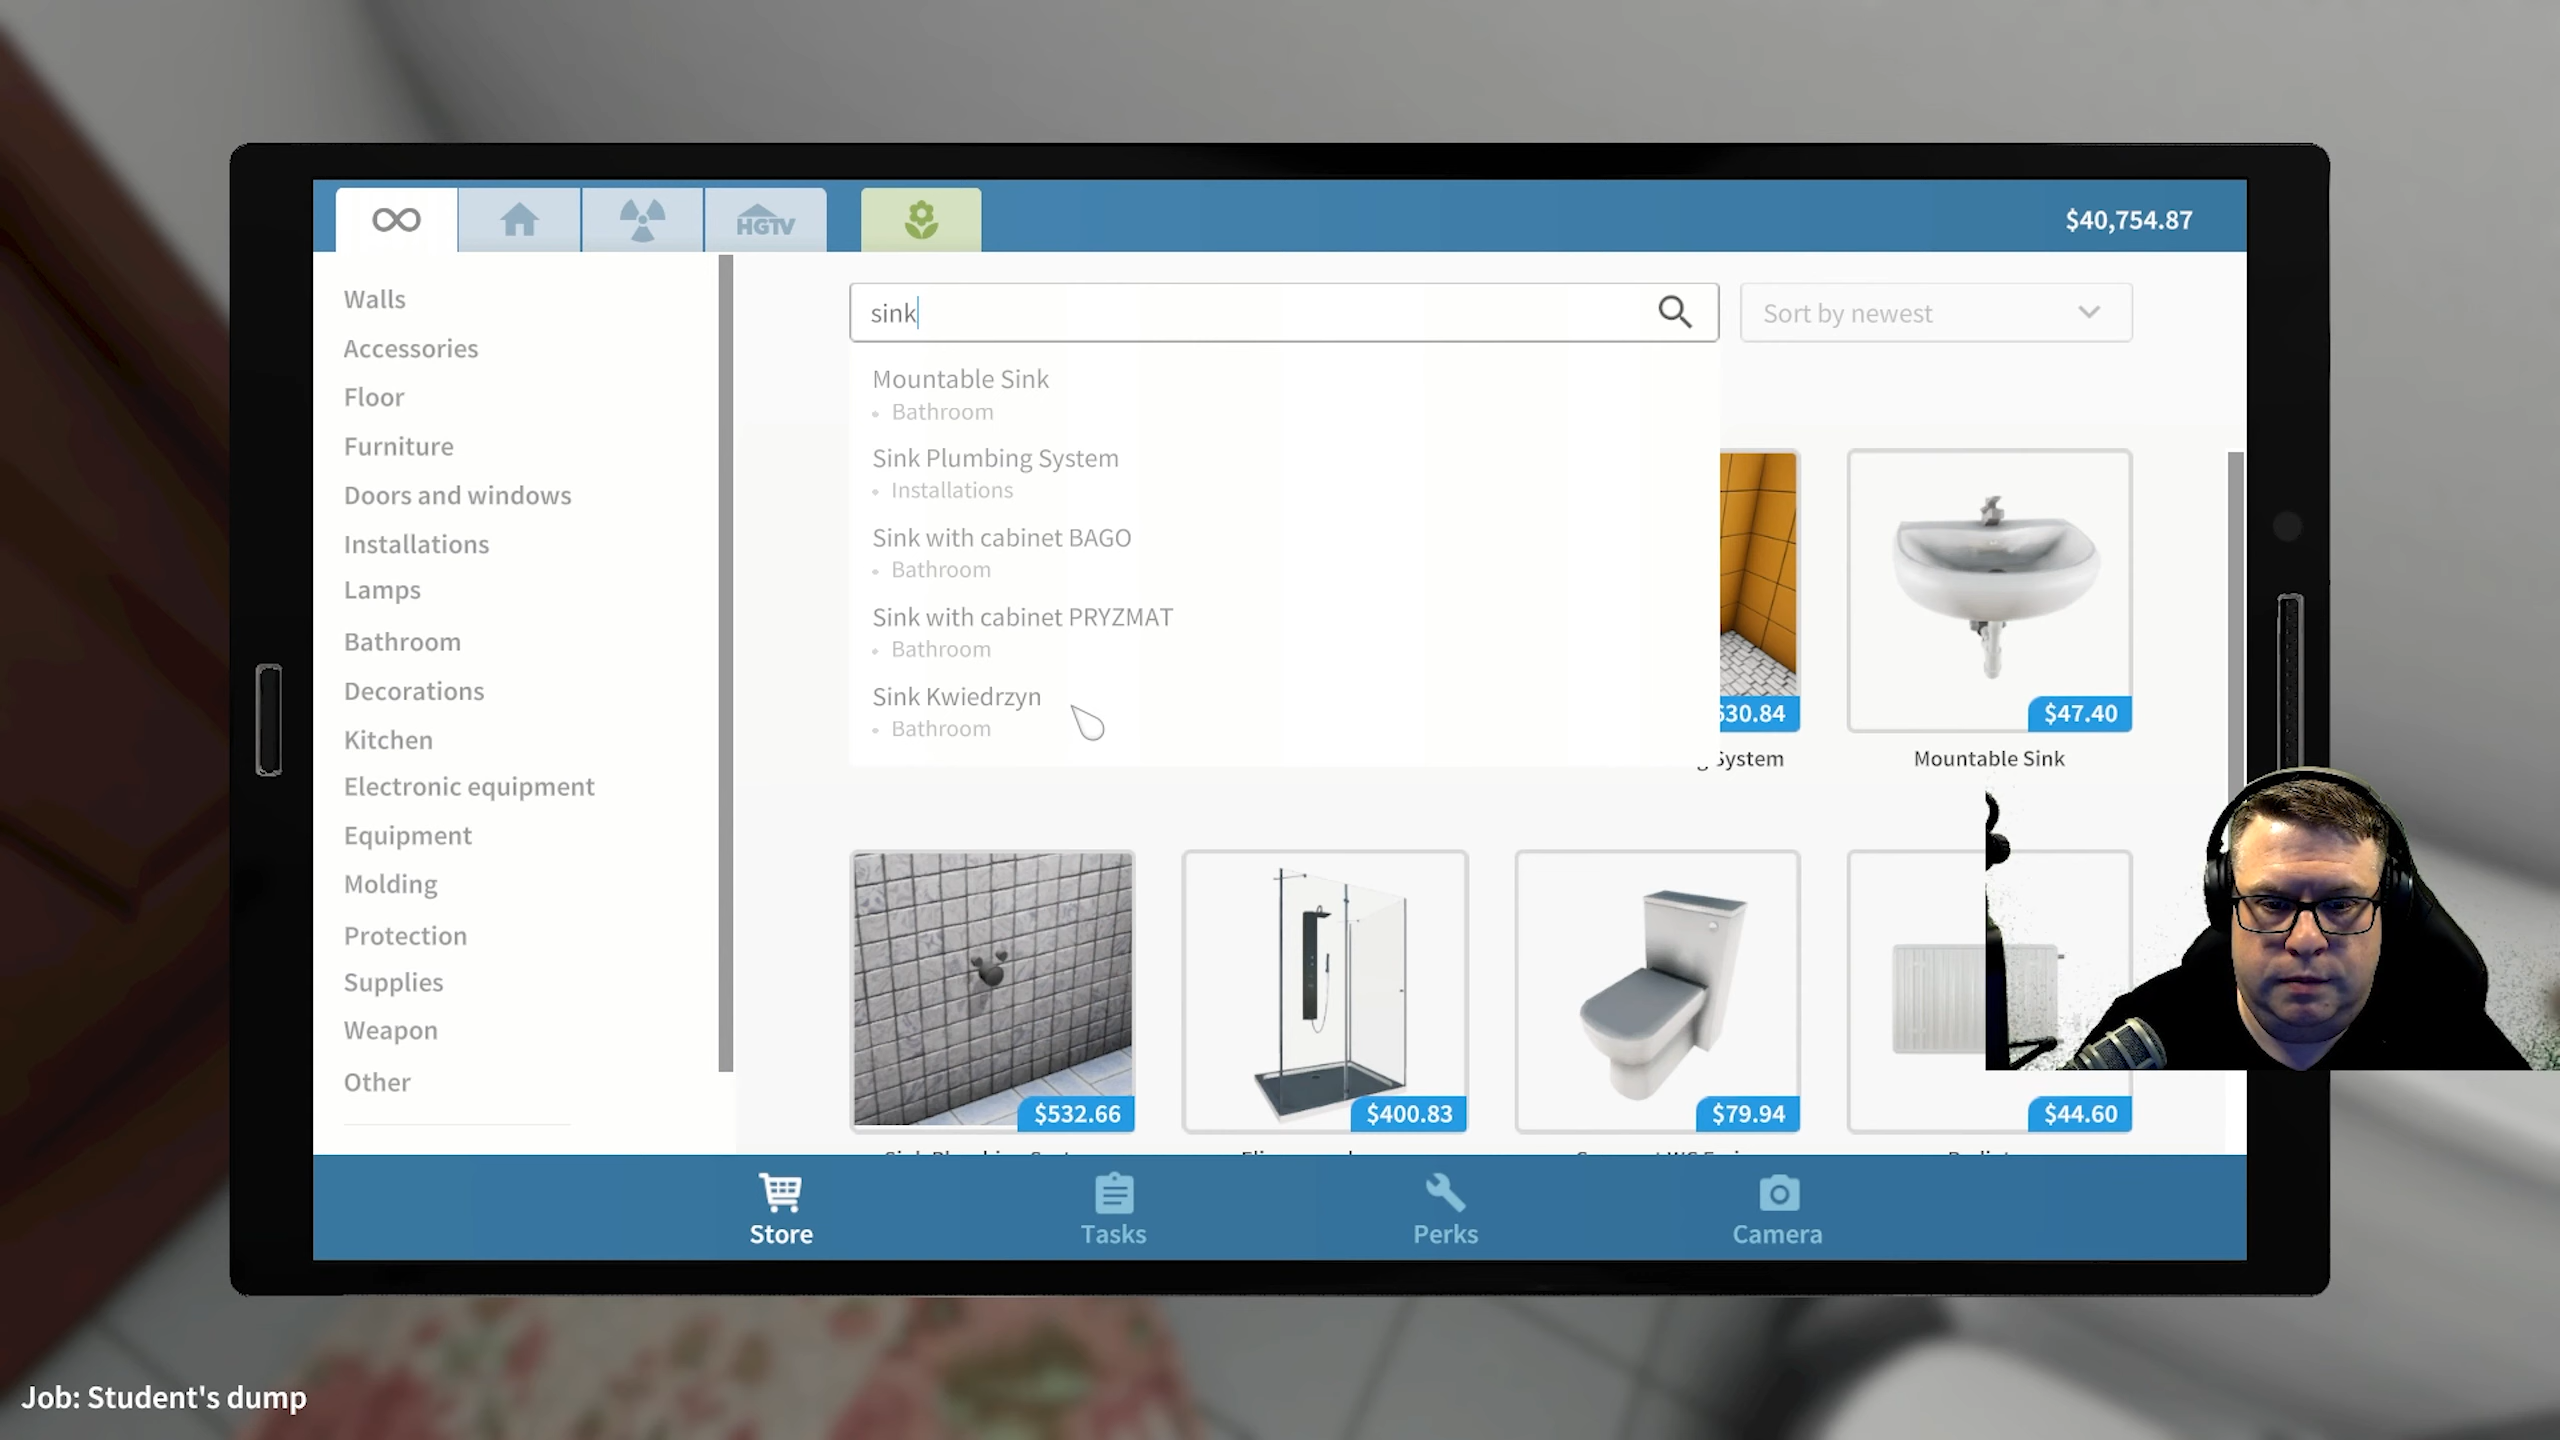 HGTV
$40,754.87
Walls
Accessories
Floor
Furniture
Doors and windows
Installations
Lamps
Bathroom
Decorations
Kitchen
Electronic equipment
Equipment
Molding
Protection
Supplies
Weapon
Other
sink
Sort by newest
Mountable Sink
• Bathroom
Sink Plumbing System
• Installations
Sink with cabinet BAGO
• Bathroom
Sink with cabinet PRYZMAT
• Bathroom
Sink Kwiedrzyn
• Bathroom
30.84
$47.40
System
Mountable Sink
$532.66
$400.83
$79.94
$44.60
Store
Tasks
Perks
Camera
Job: Student's dump